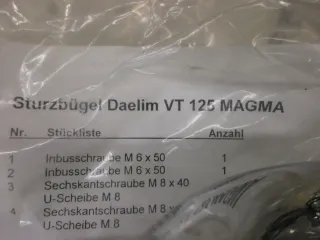 Sturzbügel Daelim VT 125 MAGMA
Nr. Stückliste Anzahl
1 Inbusschraube M 6 x 50 1
2 Inbusschraube M 6 x 50 1
3 Sechskantschraube M 8 x 40
U-Scheibe M 8
4 Sechskantschraube M 8
U-Scheibe M 8